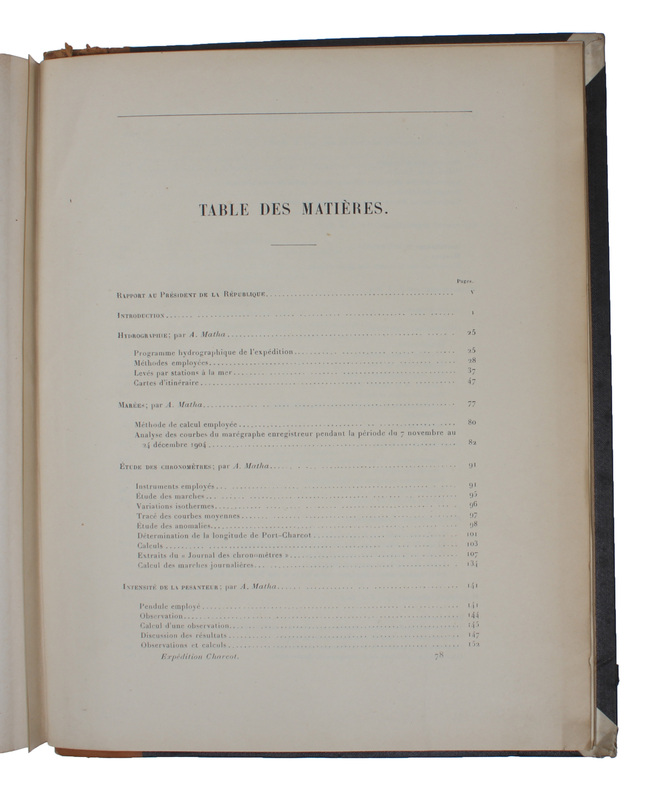 TABLE DES MATIÈRES.
Pages.
Rapport au Président de la République v
Introduction 1
Hydrographie; par A. Matha 25
Programme hydrographique de l'expédition 25
Méthodes employées 28
Levés par stations à la mer 37
Cartes d'itinéraire 47
Marées; par A. Matha 77
Méthode de calcul employée 80
Analyse des courbes du marégraphe enregistreur pendant la période du 7 novembre au
24 décembre 1904 82
Étude des chronomètres; par A. Matha 91
Instruments employés 91
Étude des marches 95
Variations isothermes 96
Tracé des courbes moyennes 97
Étude des anomalies 98
Détermination de la longitude de Port-Charcot 101
Calculs 103
Extraits du « Journal des chronomètres » 107
Calcul des marches journalières 134
Intensité de la pesanteur; par A. Matha 141
Pendule employé 141
Observation 144
Calcul d'une observation 145
Discussion des résultats 147
Observations et calculs 152
Expédition Charcot. 78